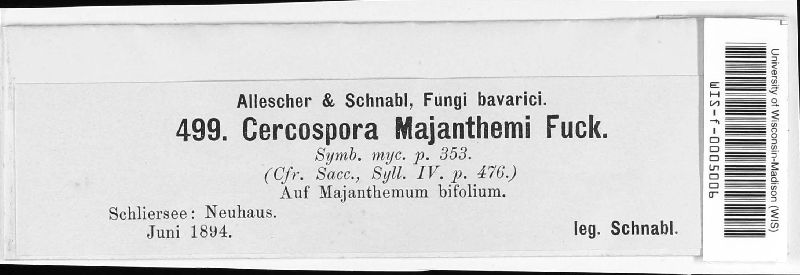 Allescher & Schnabl, Fungi bavarici.
499. Cercospora Majanthemi Fuck.
Symb. myc. p. 353.
(Cfr. Sacc., Syll. IV. p. 476.)
Auf Majanthemum bifolium.
Schliersee: Neuhaus.
Juni 1894.
leg. Schnabl.
University of Wisconsin-Madison (WIS)
WIS-f-0005006